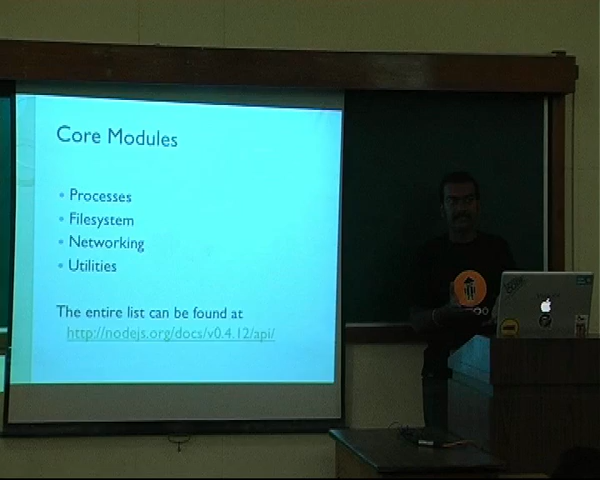 Core Modules
Processes
Filesystem
Networking
Utilities
The entire list can be found at
http://nodejs.org/docs/v0.4.12/api/